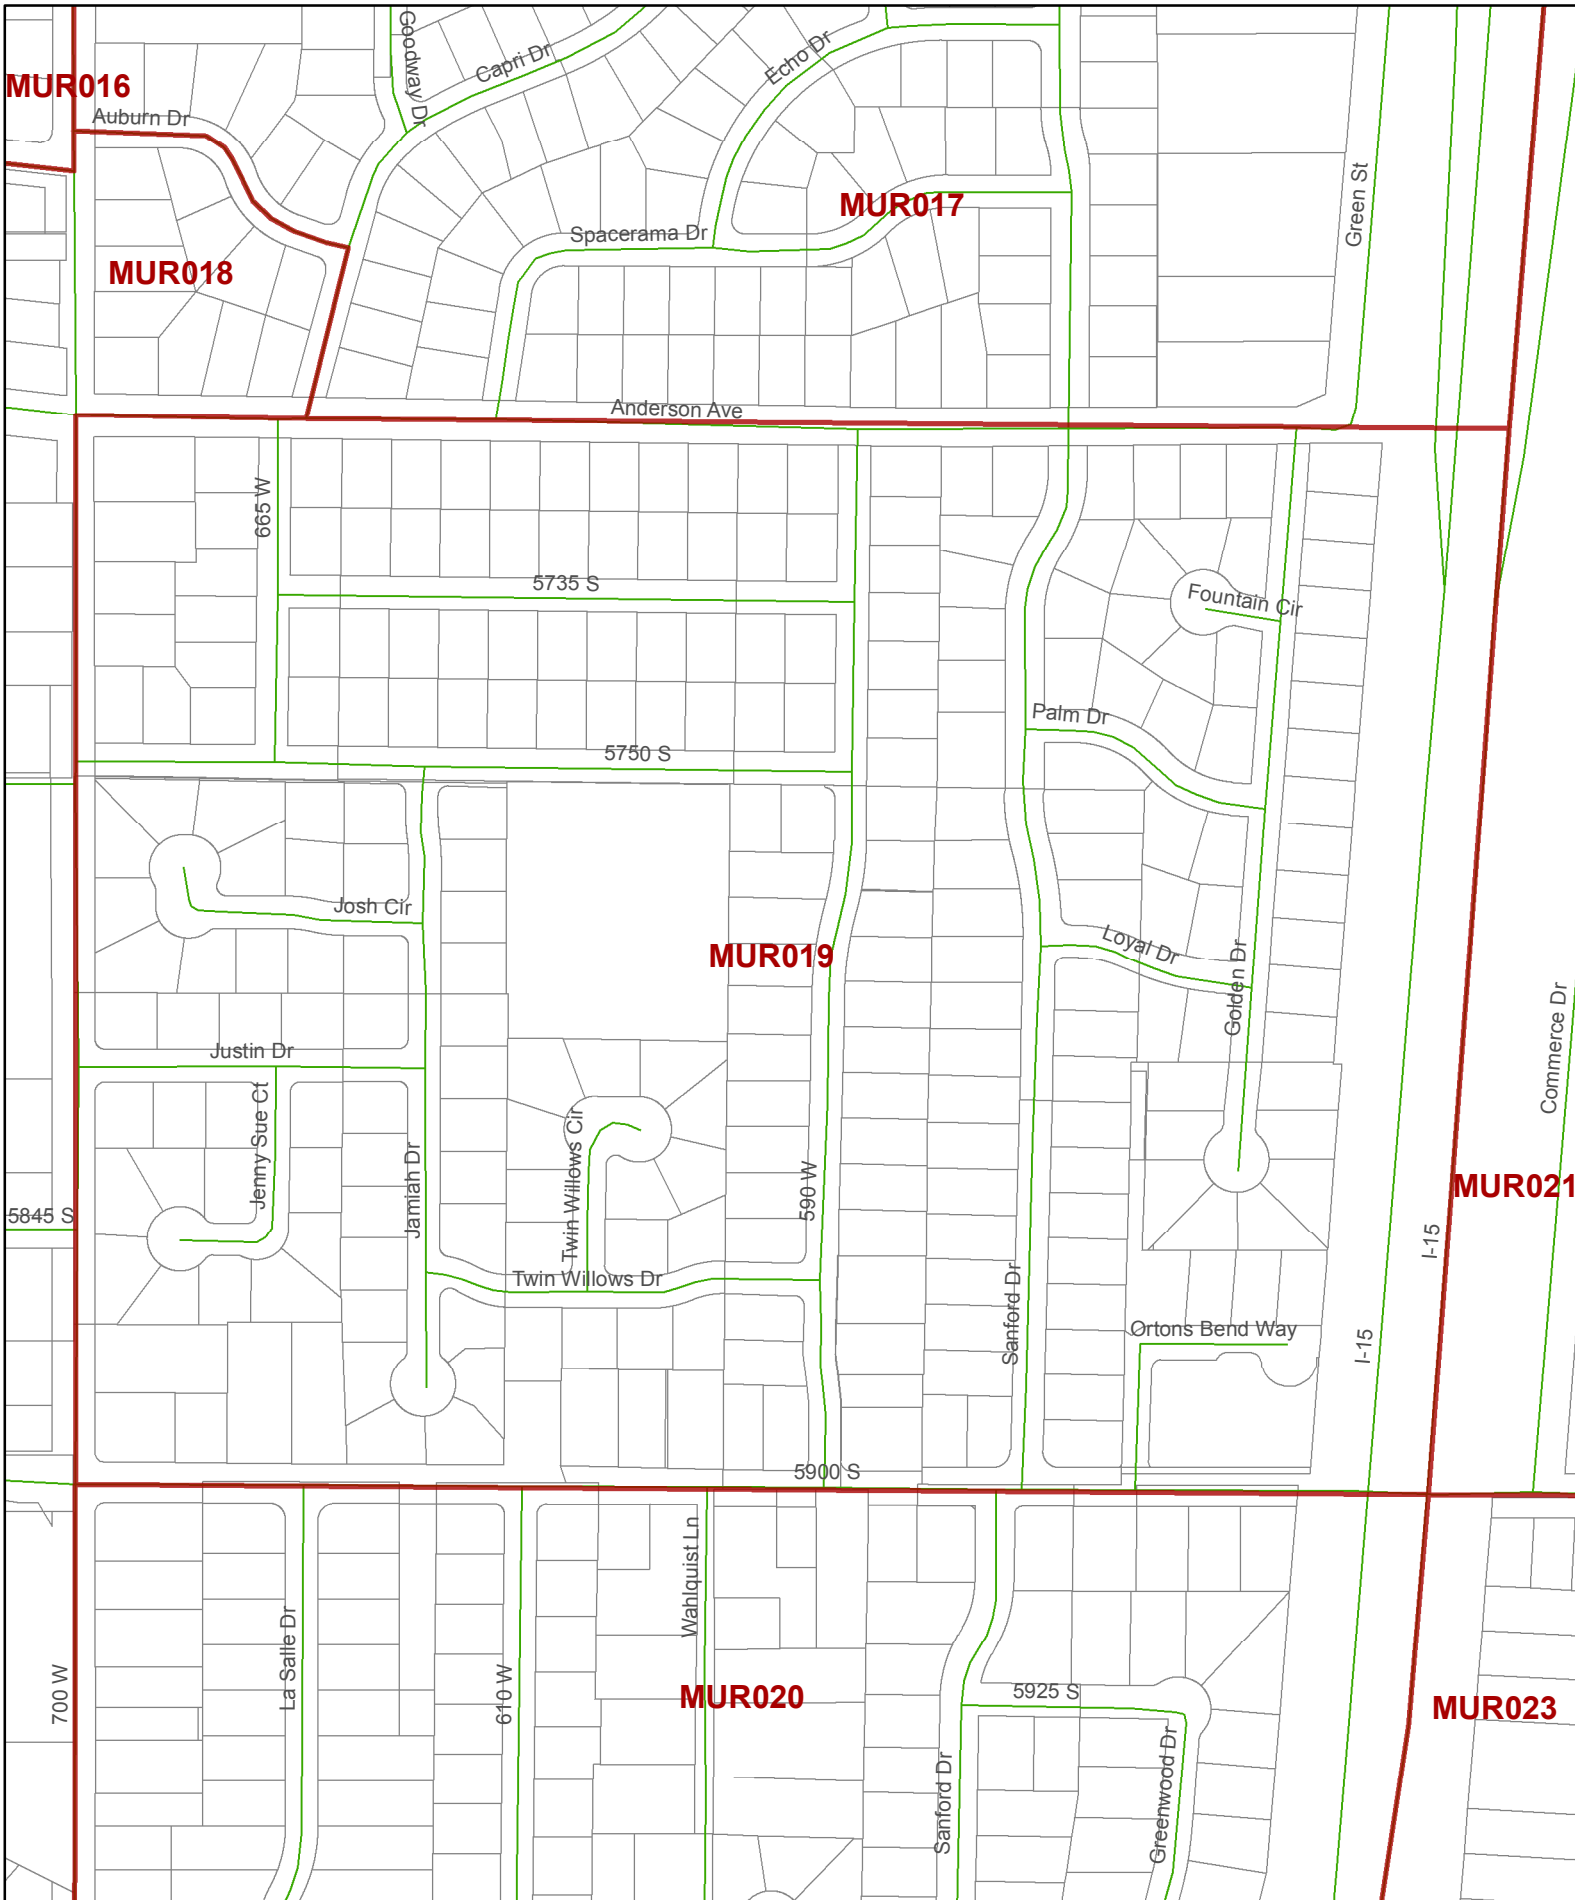 Goodway Dr
Capri Dr
Echo Dr
MUR016
Auburn Dr
Green St
MUR017
Spacerama Dr
MUR018
Anderson Ave
665 W
5735 S
Fountain Cir
Palm Dr
5750 S
Josh Cir
MUR019
Loyal Dr
Golden Dr
Commerce Dr
Justin Dr
Jenny Sue Ct
Jamiah Dr
Twin Willows Cir
590 W
MUR021
5845 S
I-15
Twin Willows Dr
Sanford Dr
Ortons Bend Way
I-15
5900 S
Wahlquist Ln
La Salle Dr
700 W
610 W
MUR020
5925 S
MUR023
Sanford Dr
Greenwood Dr